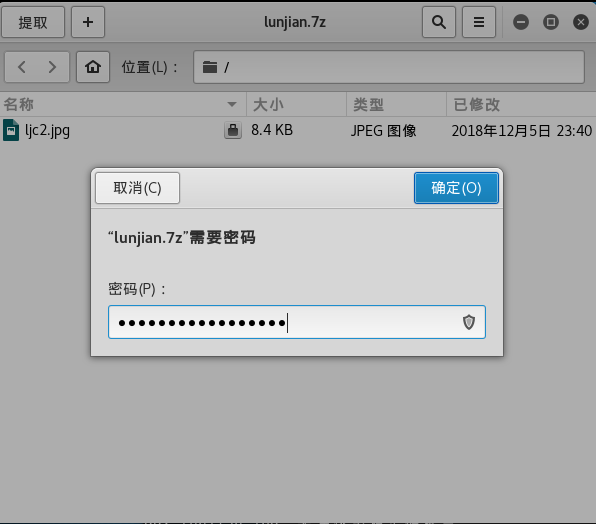 提取 + lunjian.7z
位置(L)： /
名称 大小 类型 已修改
ljc2.jpg 8.4 KB JPEG 图像 2018年12月5日 23:40
取消(C) 确定(O)
“lunjian.7z”需要密码
密码(P)：
•••••••••••••••••